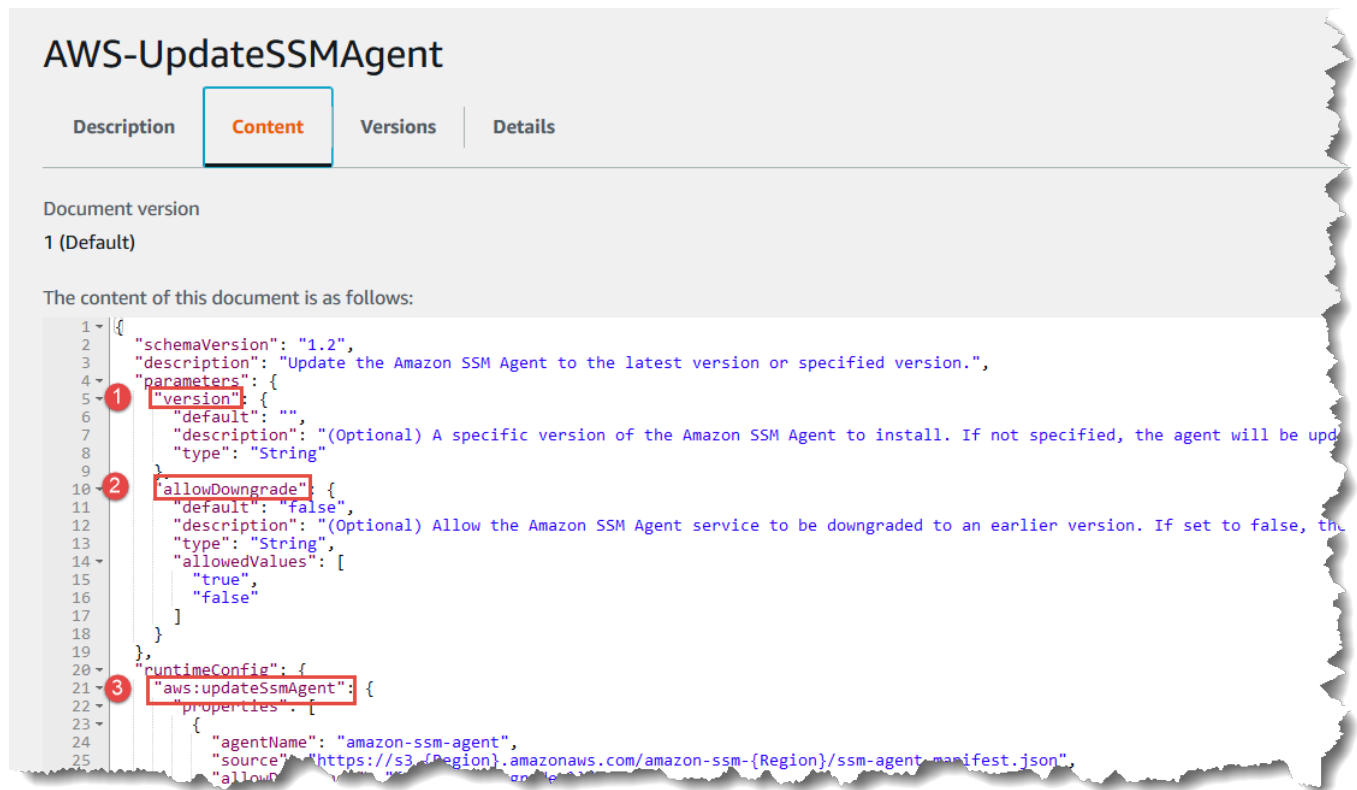 AWS-UpdateSSMAgent
Description Content Versions Details
Document version
1 (Default)
The content of this document is as follows:
1 {
2 "schemaVersion": "1.2",
3 "description": "Update the Amazon SSM Agent to the latest version or specified version.",
4 "parameters": {
5 1 "version": {
6 "default": "",
7 "description": "(Optional) A specific version of the Amazon SSM Agent to install. If not specified, the agent will be upd
8 "type": "String"
9 },
10 2 "allowDowngrade": {
11 "default": "false",
12 "description": "(Optional) Allow the Amazon SSM Agent service to be downgraded to an earlier version. If set to false, the
13 "type": "String",
14 "allowedValues": [
15 "true",
16 "false"
17 ]
18 }
19 },
20 "runtimeConfig": {
21 3 "aws:updateSsmAgent": {
22 "properties": [
23 {
24 "agentName": "amazon-ssm-agent",
25 "source": "https://s3.{Region}.amazonaws.com/amazon-ssm-{Region}/ssm-agent-manifest.json",